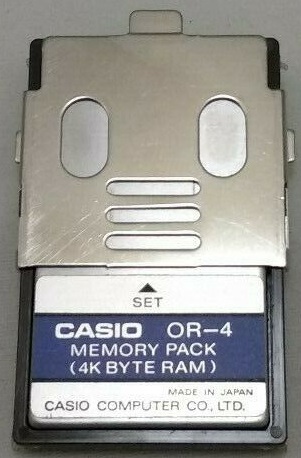 SET
CASIO OR-4
MEMORY PACK
(4K BYTE RAM)
MADE IN JAPAN
CASIO COMPUTER CO., LTD.